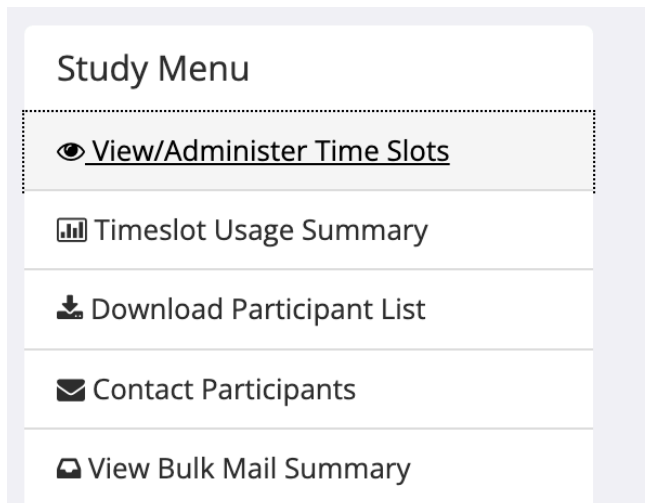 Study Menu
View/Administer Time Slots
Timeslot Usage Summary
Download Participant List
Contact Participants
View Bulk Mail Summary